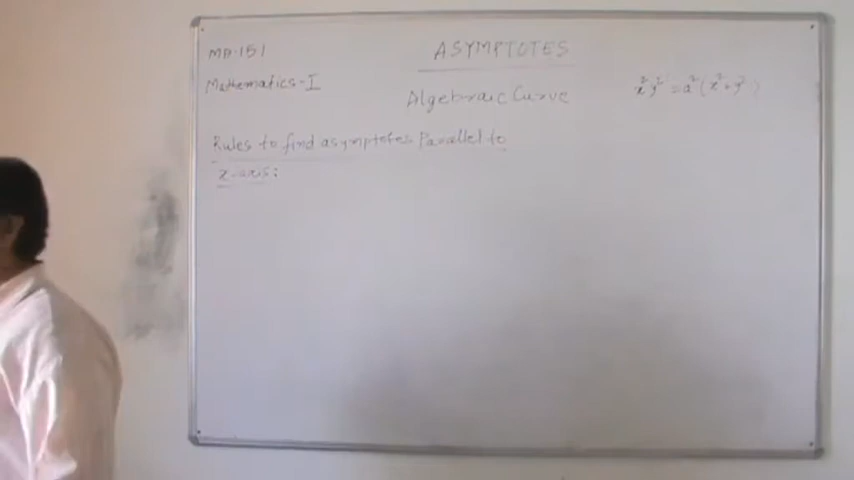 MA-151
ASYMPTOTES
Mathematics-I
Algebraic Curve
x²y² = a²(x²+y²)
Rules to find asymptotes Parallel to
x-axis: